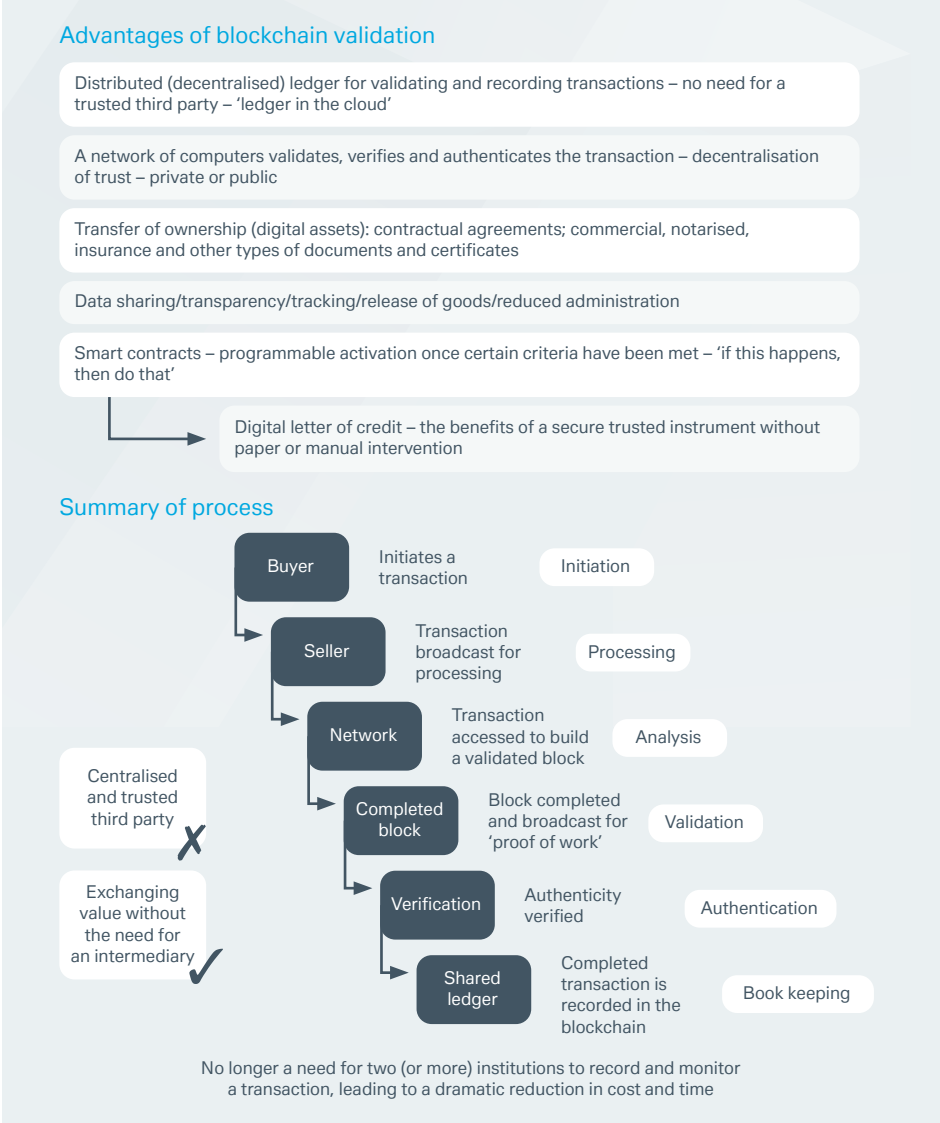 Advantages of blockchain validation
Distributed (decentralised) ledger for validating and recording transactions – no need for a
trusted third party – ‘ledger in the cloud’
A network of computers validates, verifies and authenticates the transaction – decentralisation
of trust – private or public
Transfer of ownership (digital assets): contractual agreements; commercial, notarised,
insurance and other types of documents and certificates
Data sharing/transparency/tracking/release of goods/reduced administration
Smart contracts – programmable activation once certain criteria have been met – ‘if this happens,
then do that’
Digital letter of credit – the benefits of a secure trusted instrument without
paper or manual intervention
Summary of process
Buyer
Initiates a
transaction
Initiation
Seller
Transaction
broadcast for
processing
Processing
Network
Transaction
accessed to build
a validated block
Analysis
Centralised
and trusted
third party
Completed
block
Block completed
and broadcast for
‘proof of work’
Validation
Exchanging
value without
the need for
an intermediary
Verification
Authenticity
verified
Authentication
Shared
ledger
Completed
transaction is
recorded in the
blockchain
Book keeping
No longer a need for two (or more) institutions to record and monitor
a transaction, leading to a dramatic reduction in cost and time